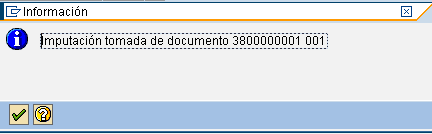 Información
Imputación tomada de documento 3800000001 001